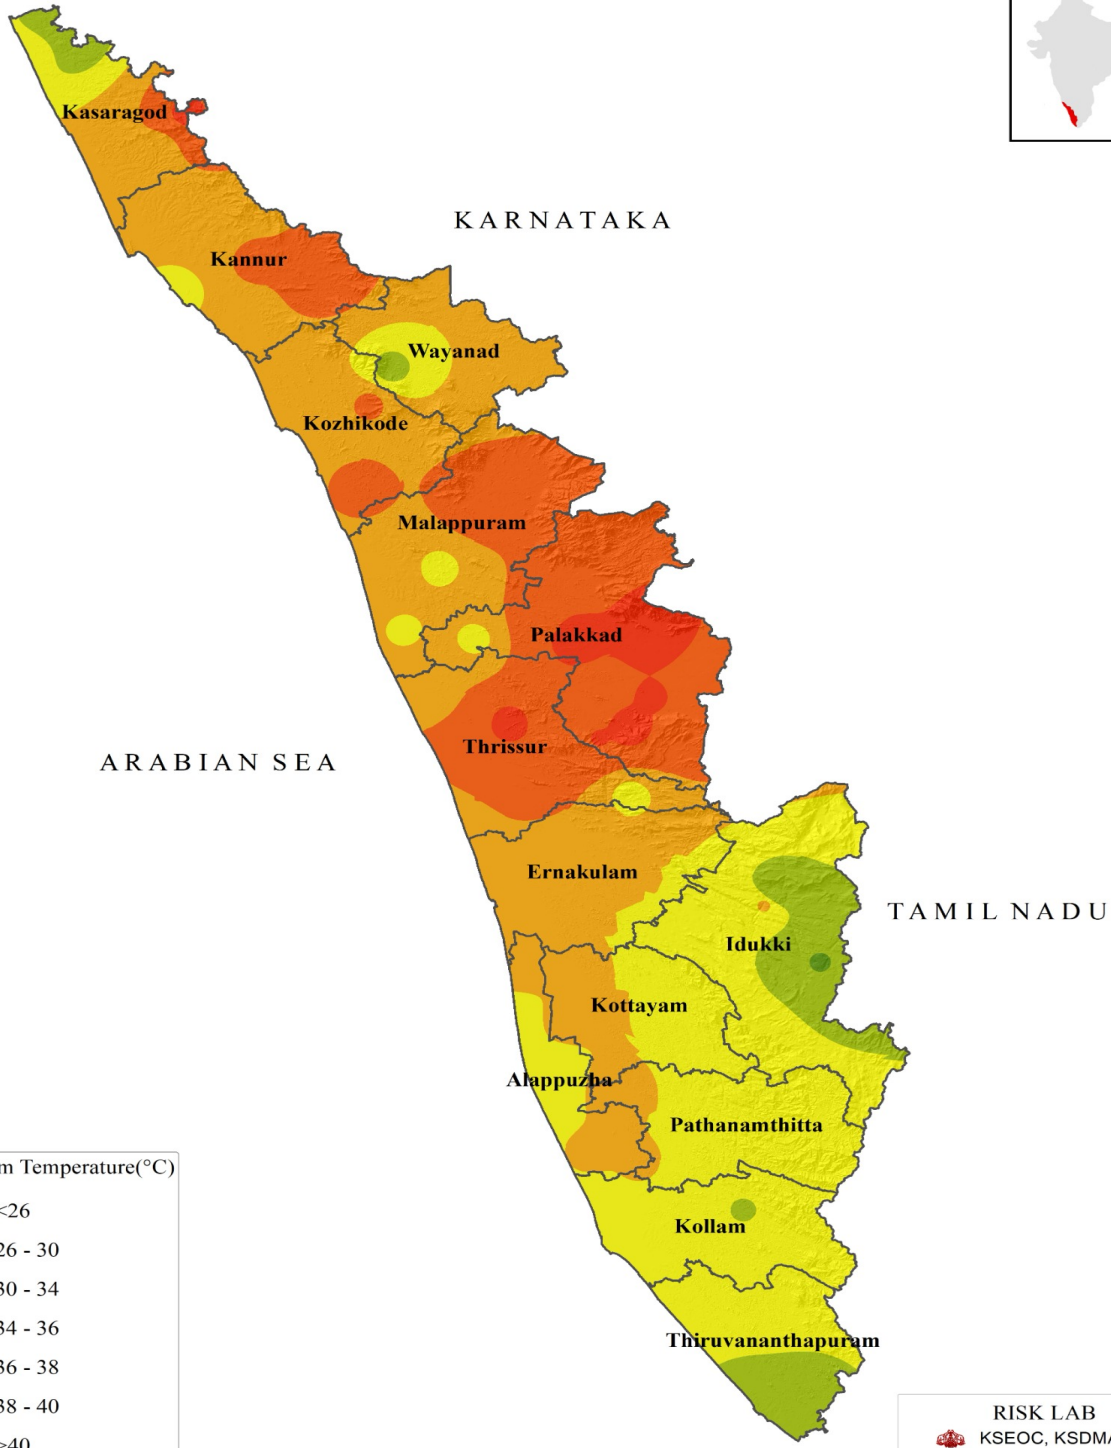 Kasaragod
KARNATAKA
Kannur
Wayanad
Kozhikode
Malappuram
Palakkad
Thrissur
ARABIAN SEA
Ernakulam
TAMIL NADU
Idukki
Kottayam
Alappuzha
Pathanamthitta
m Temperature(°C)
<26
26 - 30
30 - 34
34 - 36
36 - 38
38 - 40
>40
Kollam
Thiruvananthapuram
RISK LAB
KSEOC, KSDMA